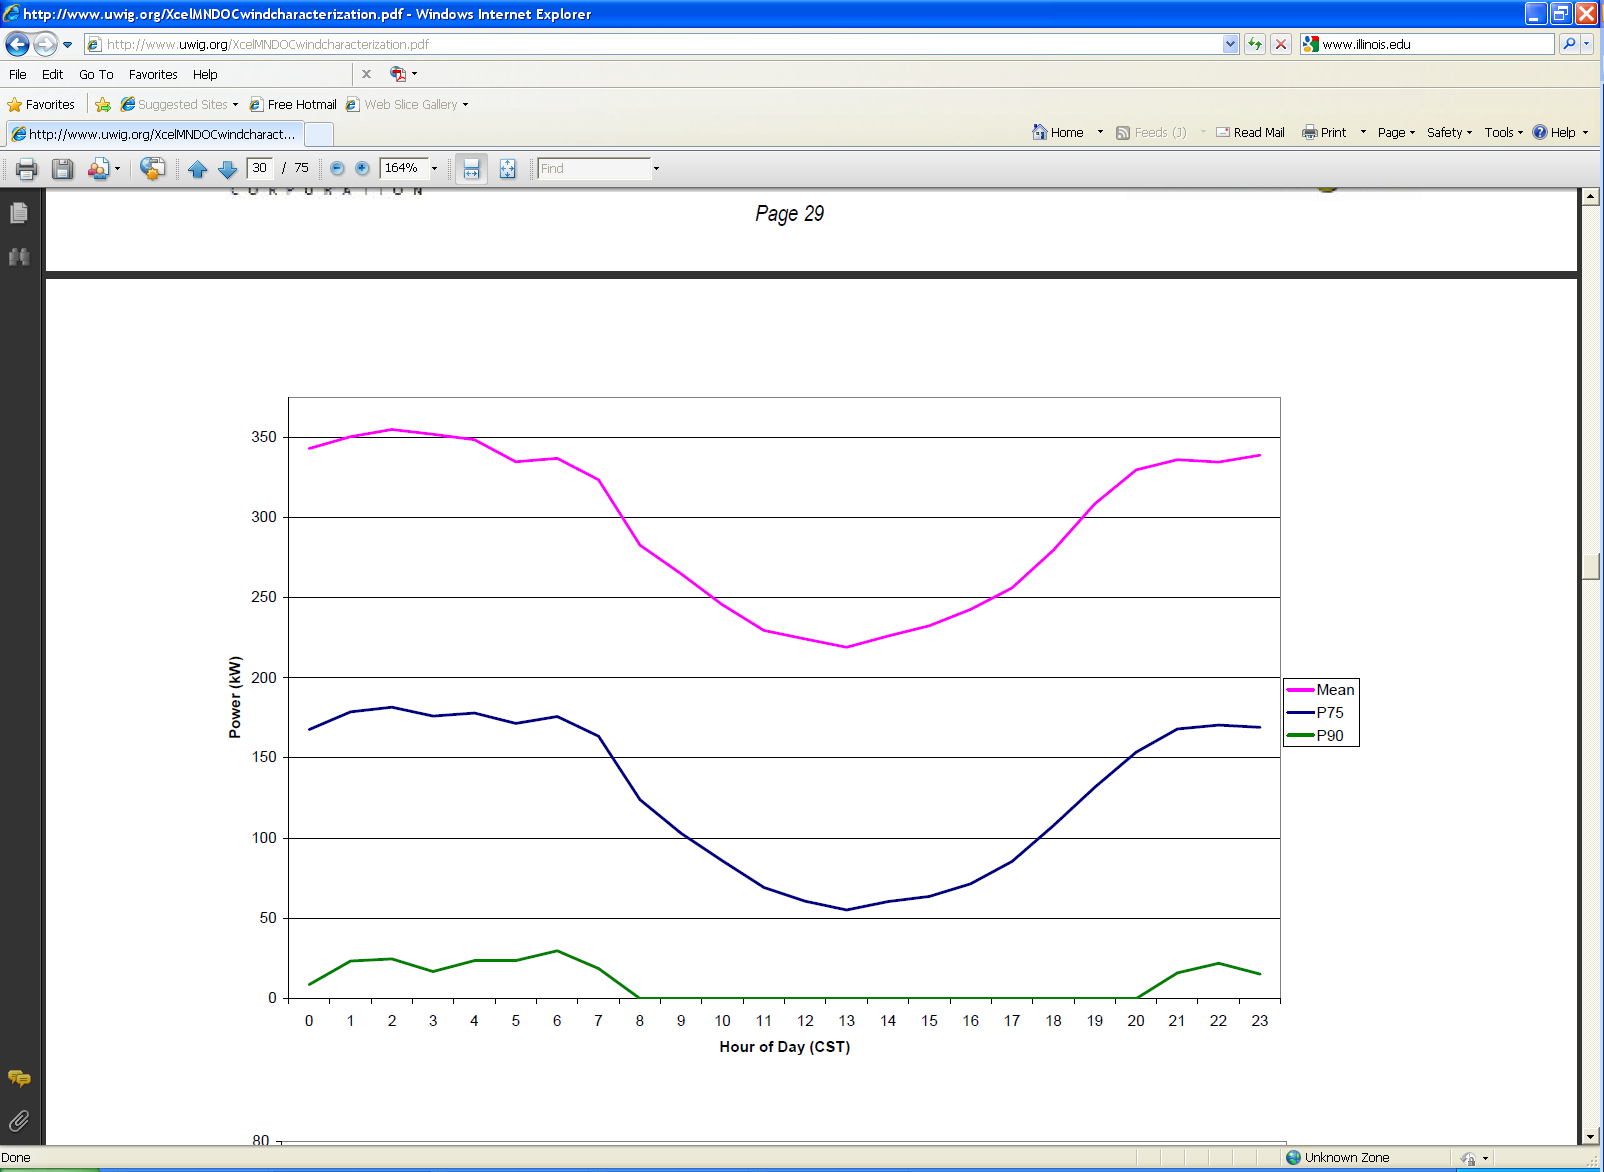 http://www.uwig.org/XcelMNDOCwindcharacterization.pdf - Windows Internet Explorer
http://www.uwig.org/XcelMNDOCwindcharacterization.pdf www.illinois.edu
File Edit Go To Favorites Help
Favorites Suggested Sites Free Hotmail Web Slice Gallery
http://www.uwig.org/XcelMNDOCwindcharact... Home Feeds (J) Read Mail Print Page Safety Tools Help
30 / 75 164% Find
CORPORATION
Page 29
350
300
250
200
150
100
50
0
Power (kW)
Mean
P75
P90
0 1 2 3 4 5 6 7 8 9 10 11 12 13 14 15 16 17 18 19 20 21 22 23
Hour of Day (CST)
80
Done Unknown Zone